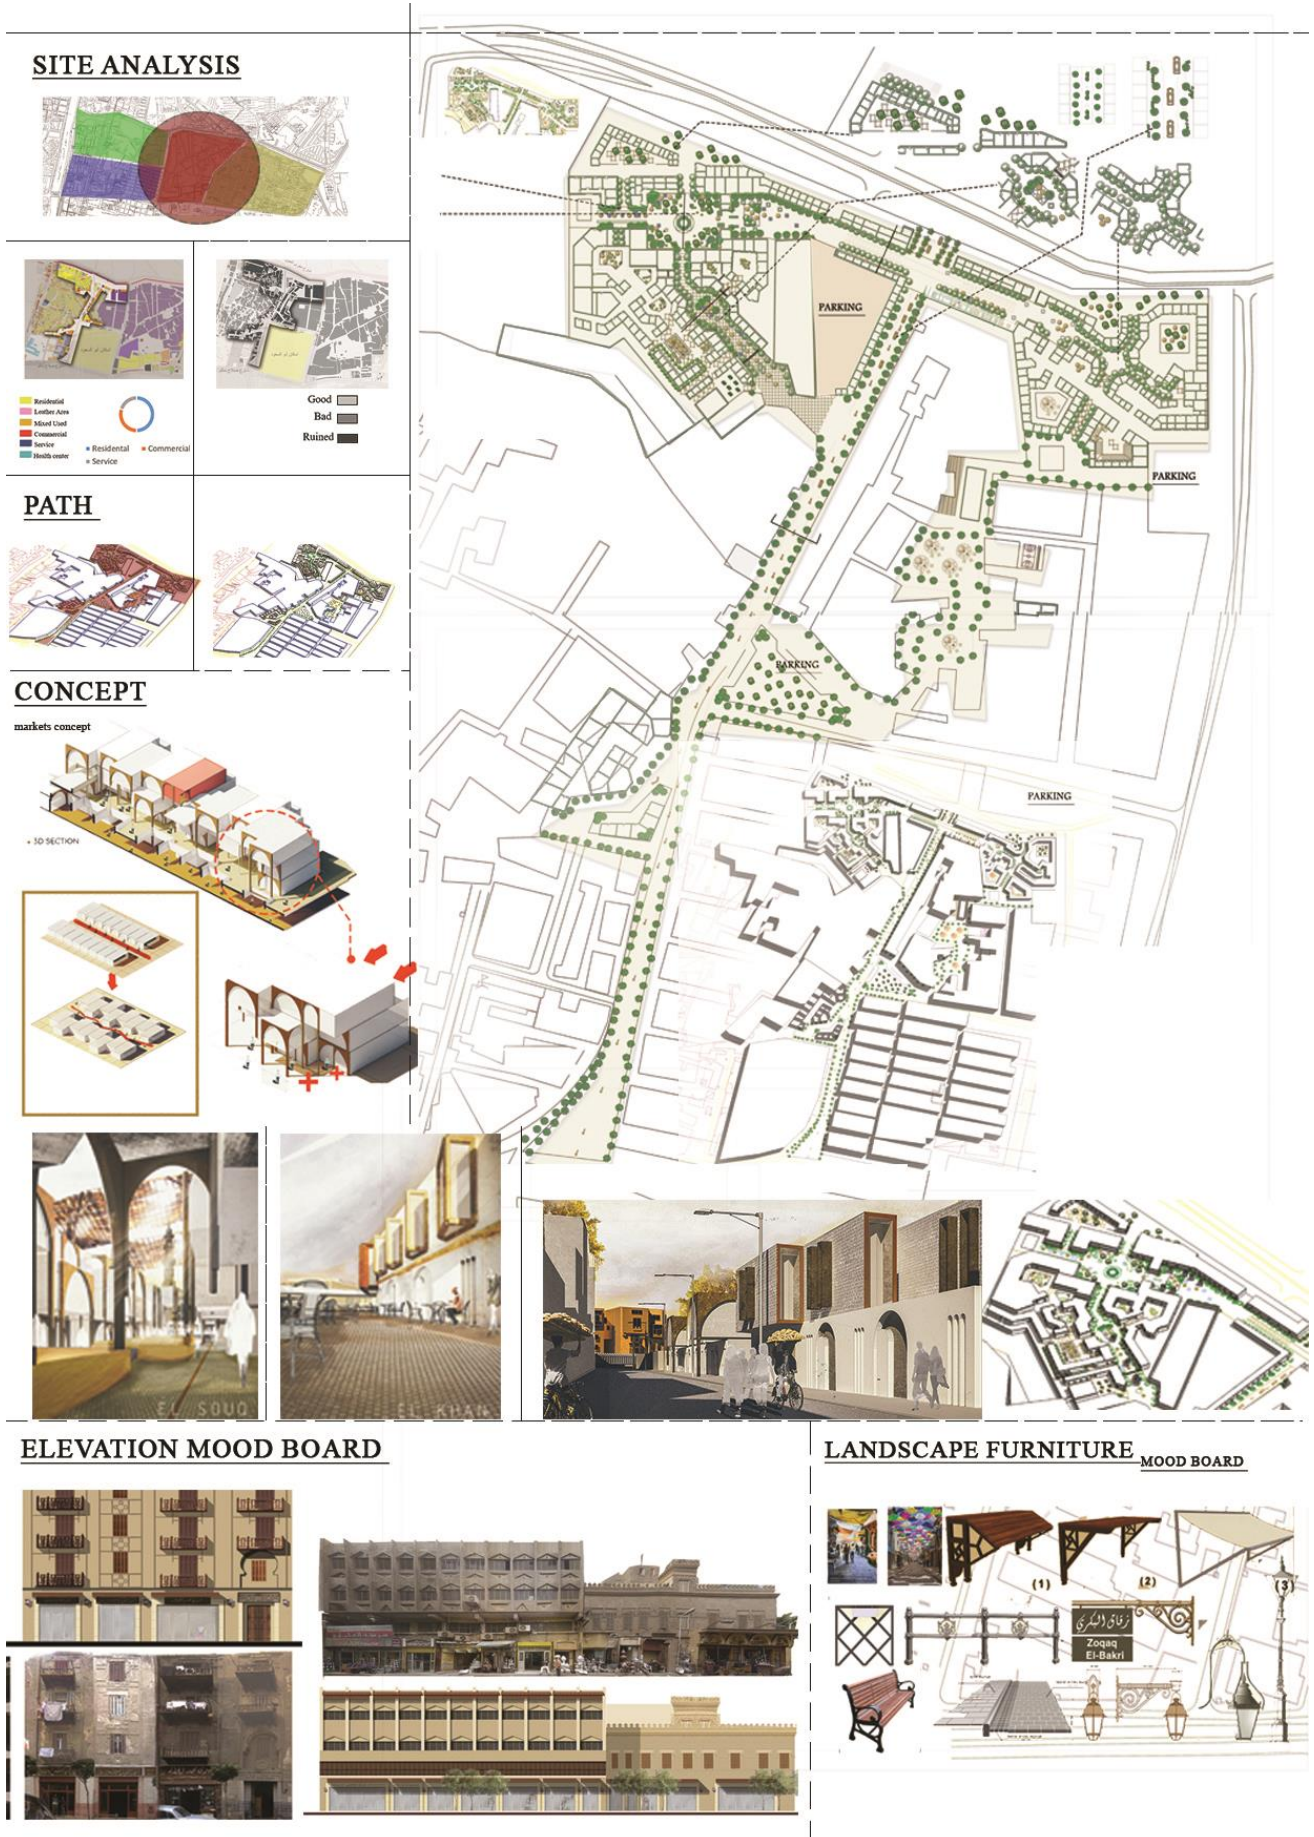 SITE ANALYSIS
Residential
Leather Area
Mixed Used
Commercial
Service
Health center
Residental
Commercial
Service
Good
Bad
Ruined
PATH
CONCEPT
markets concept
3D SECTION
PARKING
PARKING
PARKING
PARKING
EL SOUQ
EL KHAN
ELEVATION MOOD BOARD
LANDSCAPE FURNITURE MOOD BOARD
(1)
(2)
(3)
زقاق البكري
Zoqaq
El-Bakri